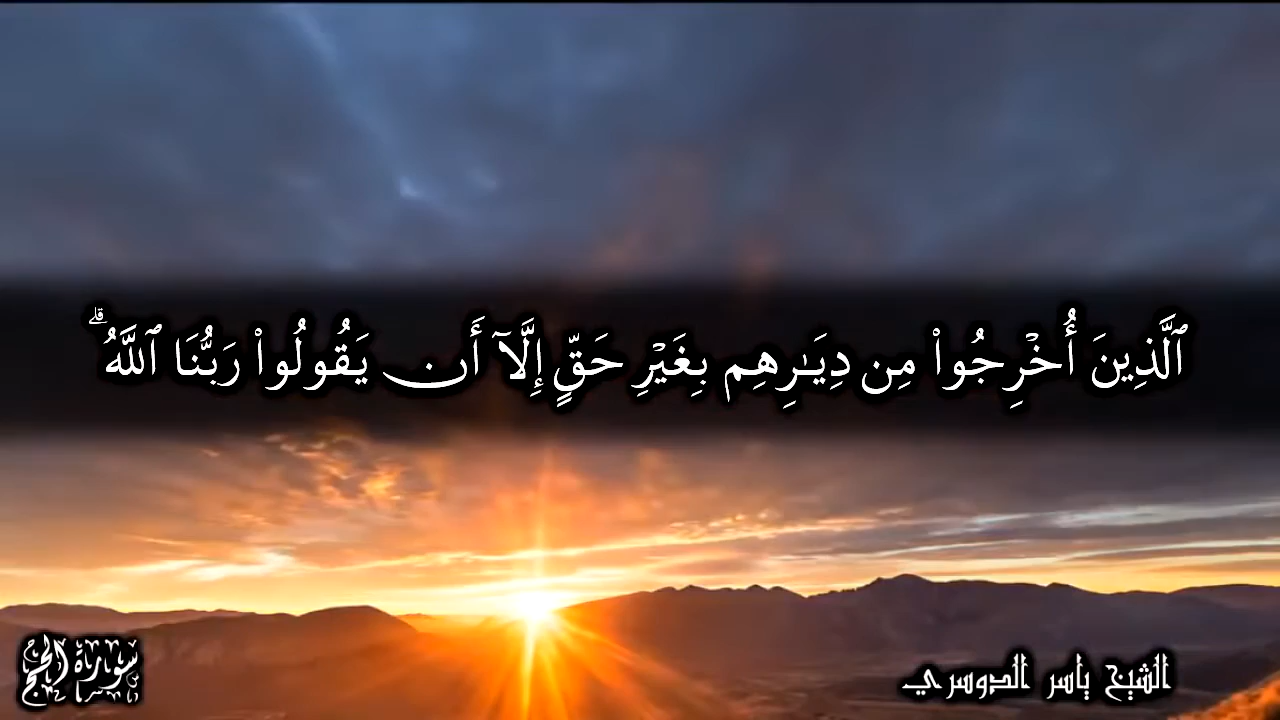 ٱلَّذِينَ أُخْرِجُوا۟ مِن دِيَـٰرِهِم بِغَيْرِ حَقٍّ إِلَّآ أَن يَقُولُوا۟ رَبُّنَا ٱللَّهُ ۗ
سورة الحج
الشيخ ياسر الدوسري